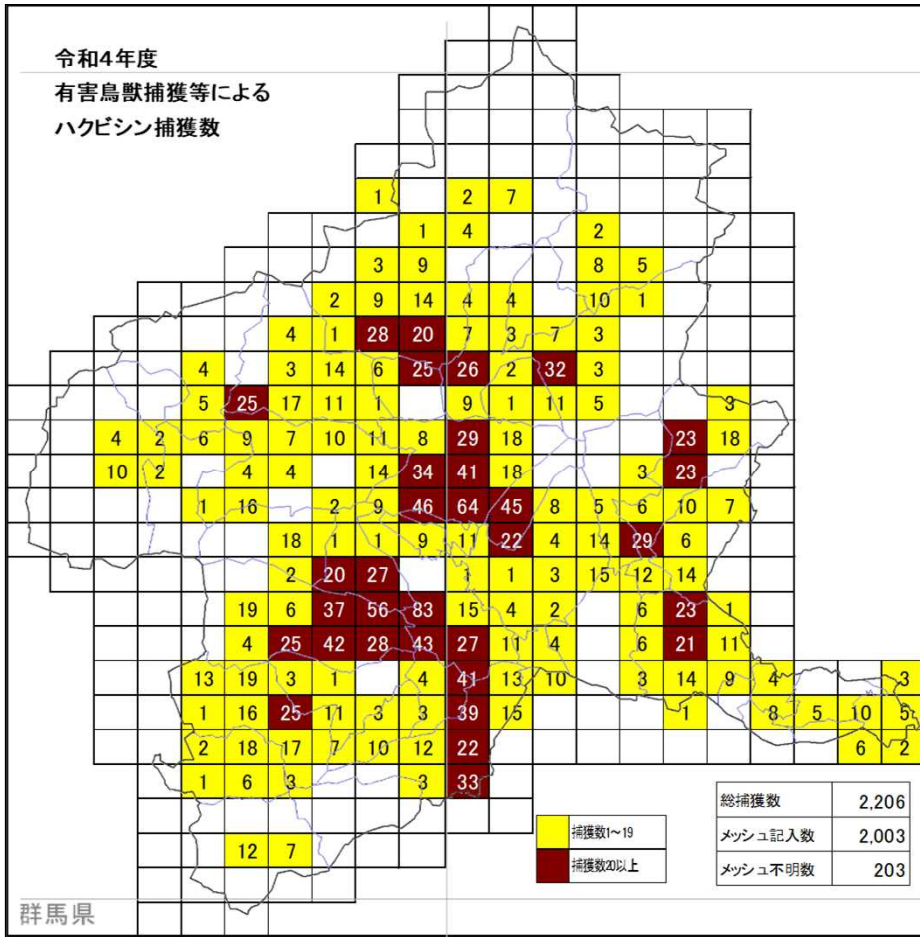 令和4年度
有害鳥獣捕獲等による
ハクビシン捕獲数
1 2 7
1 4 2
3 9 8 5
2 9 14 4 4 10 1
4 1 28 20 7 3 7 3
4 3 14 6 25 26 2 32 3
5 25 17 11 1 9 1 11 5 3
4 2 6 9 7 10 11 8 29 18 23 18
10 2 4 4 14 34 41 18 3 23
1 16 2 9 46 64 45 8 5 6 10 7
18 1 1 9 11 22 4 14 29 6
2 20 27 1 1 3 15 12 14
19 6 37 56 83 15 4 2 6 23 1
4 25 42 28 43 27 11 4 6 21 11
13 19 3 1 4 41 13 10 3 14 9 4 3
1 16 25 11 3 3 39 15 1 8 5 10 5
2 18 17 7 10 12 22 6 2
1 6 3 3 33
12 7
捕獲数1～19
捕獲数20以上
総捕獲数 2,206
メッシュ記入数 2,003
メッシュ不明数 203
群馬県